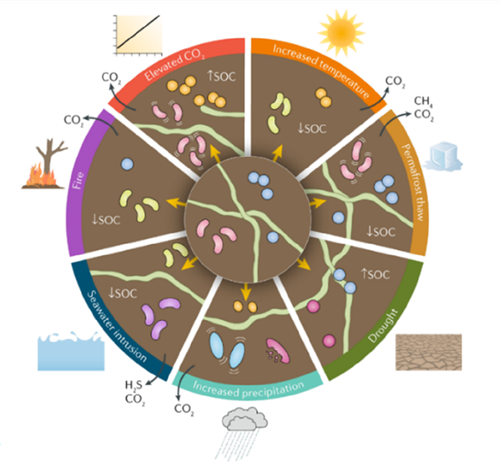 Elevated CO₂
Increased temperature
↑SOC
CO₂
CO₂
↓SOC
CH₄
CO₂
CO₂
Fire
↓SOC
Permafrost thaw
↓SOC
↑SOC
Drought
↓SOC
Seawater intrusion
H₂S
CO₂
CO₂
Increased precipitation